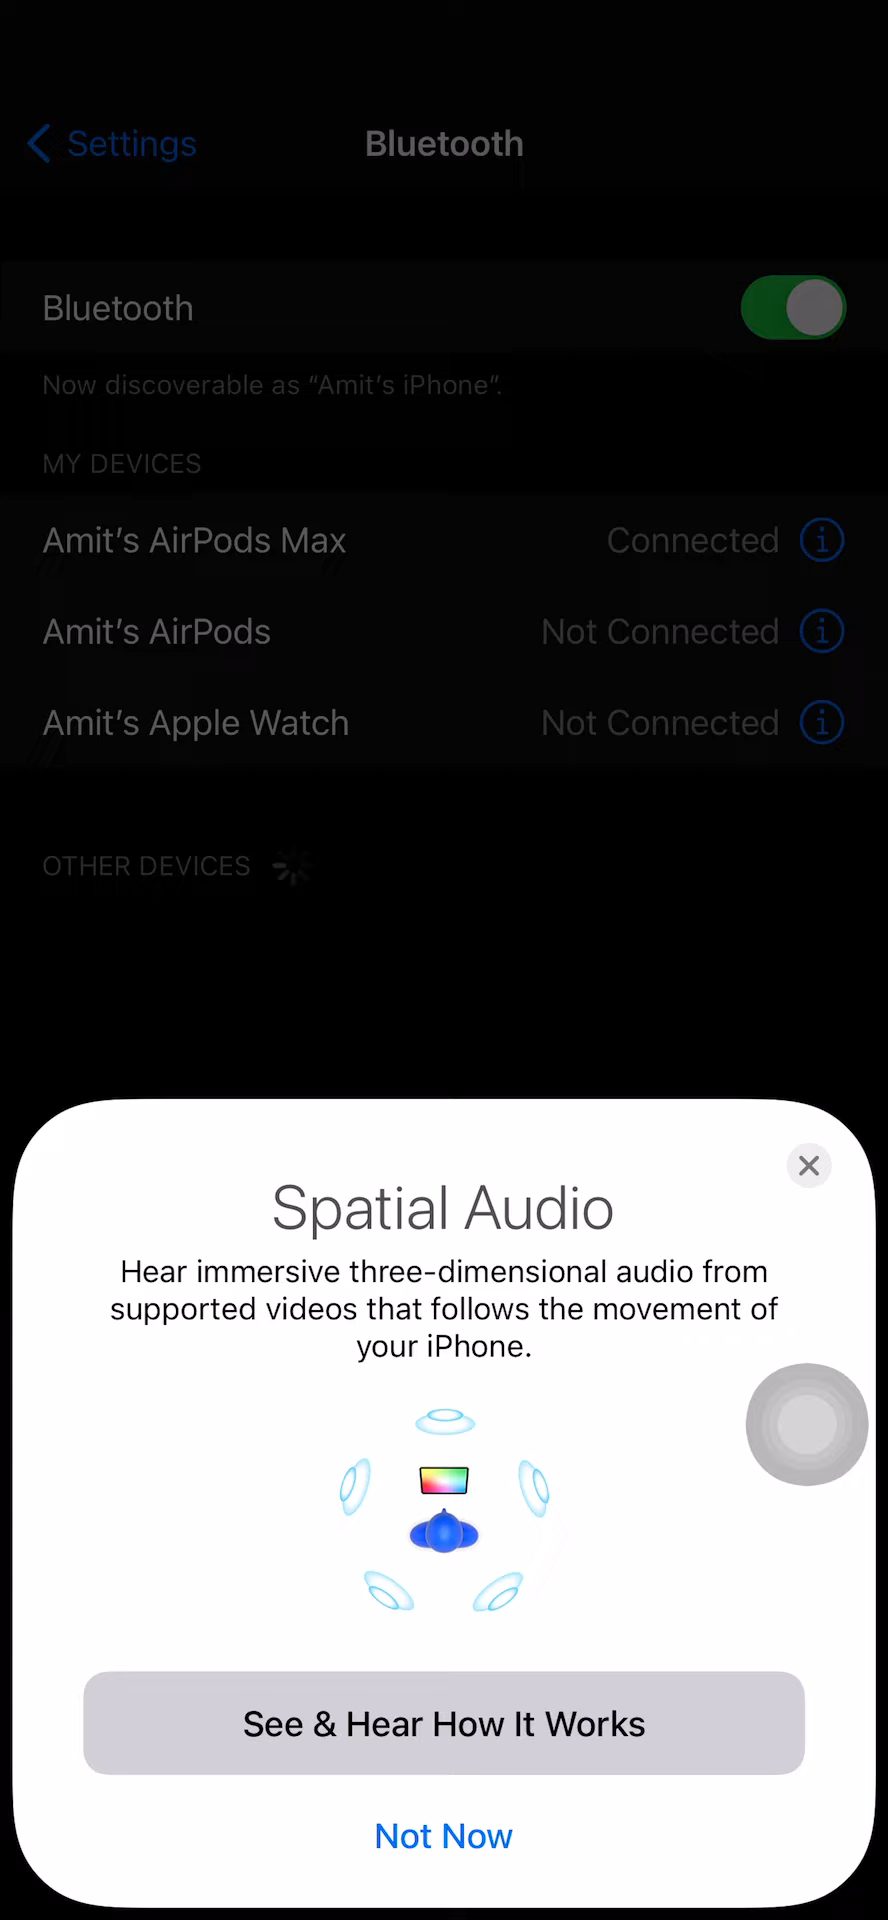 Settings
Bluetooth
Bluetooth
Now discoverable as “Amit’s iPhone”.
MY DEVICES
Amit’s AirPods Max Connected
Amit’s AirPods Not Connected
Amit’s Apple Watch Not Connected
OTHER DEVICES
Spatial Audio
Hear immersive three-dimensional audio from
supported videos that follows the movement of
your iPhone.
See & Hear How It Works
Not Now